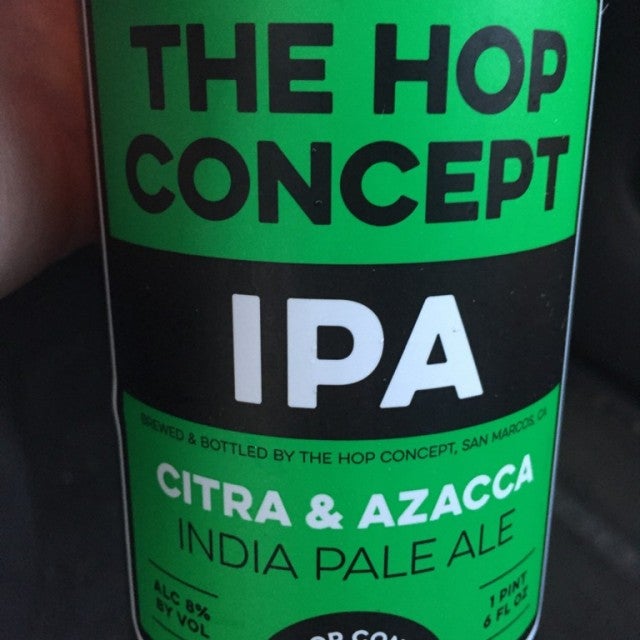 THE HOP
CONCEPT
IPA
BREWED & BOTTLED BY THE HOP CONCEPT, SAN MARCOS, CA
CITRA & AZACCA
INDIA PALE ALE
ALC 8%
BY VOL
1 PINT
6 FL OZ